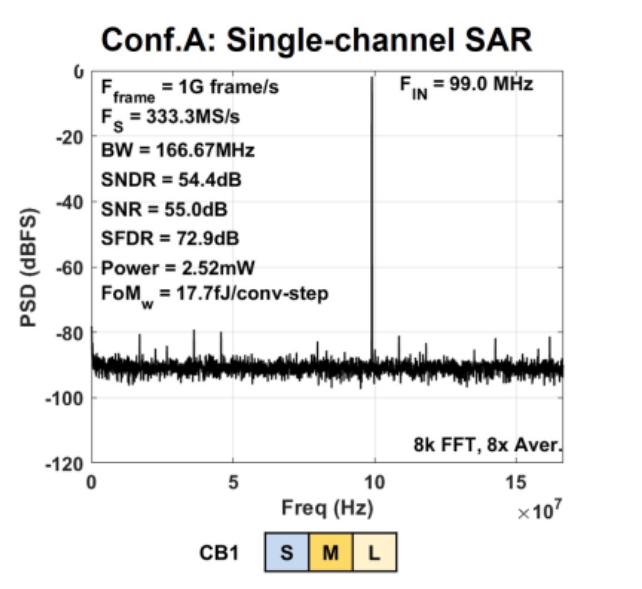 Conf.A: Single-channel SAR
F_frame = 1G frame/s
F_IN = 99.0 MHz
F_S = 333.3MS/s
BW = 166.67MHz
SNDR = 54.4dB
SNR = 55.0dB
SFDR = 72.9dB
Power = 2.52mW
FoM_w = 17.7fJ/conv-step
8k FFT, 8x Aver.
PSD (dBFS)
0
-20
-40
-60
-80
-100
-120
0 5 10 15
Freq (Hz)
×10^7
CB1 S M L